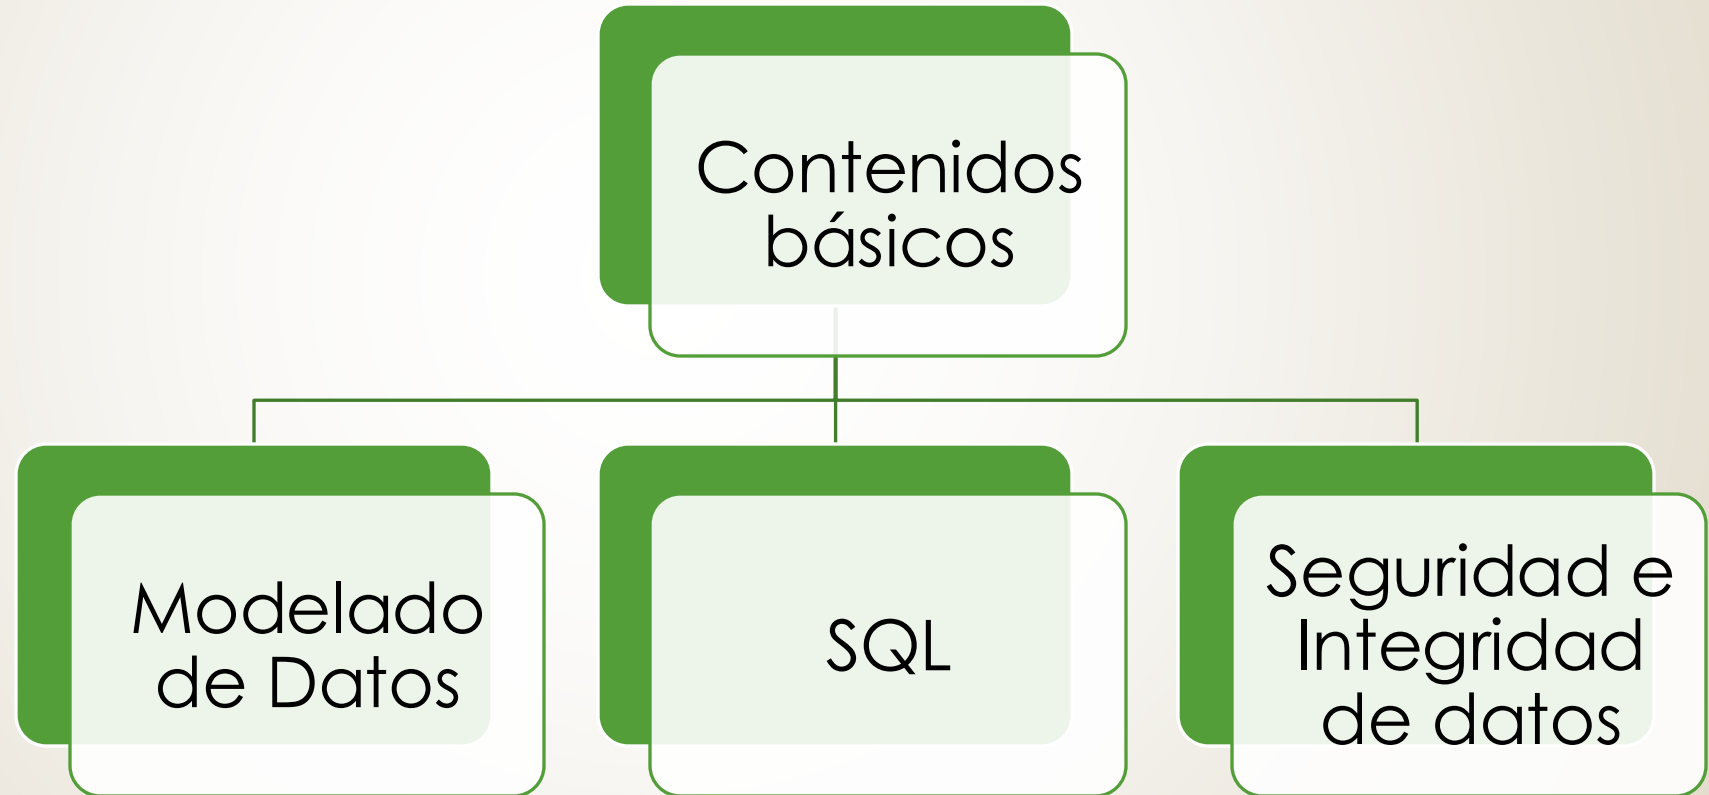 Contenidos
básicos
Modelado
de Datos
SQL
Seguridad e
Integridad
de datos